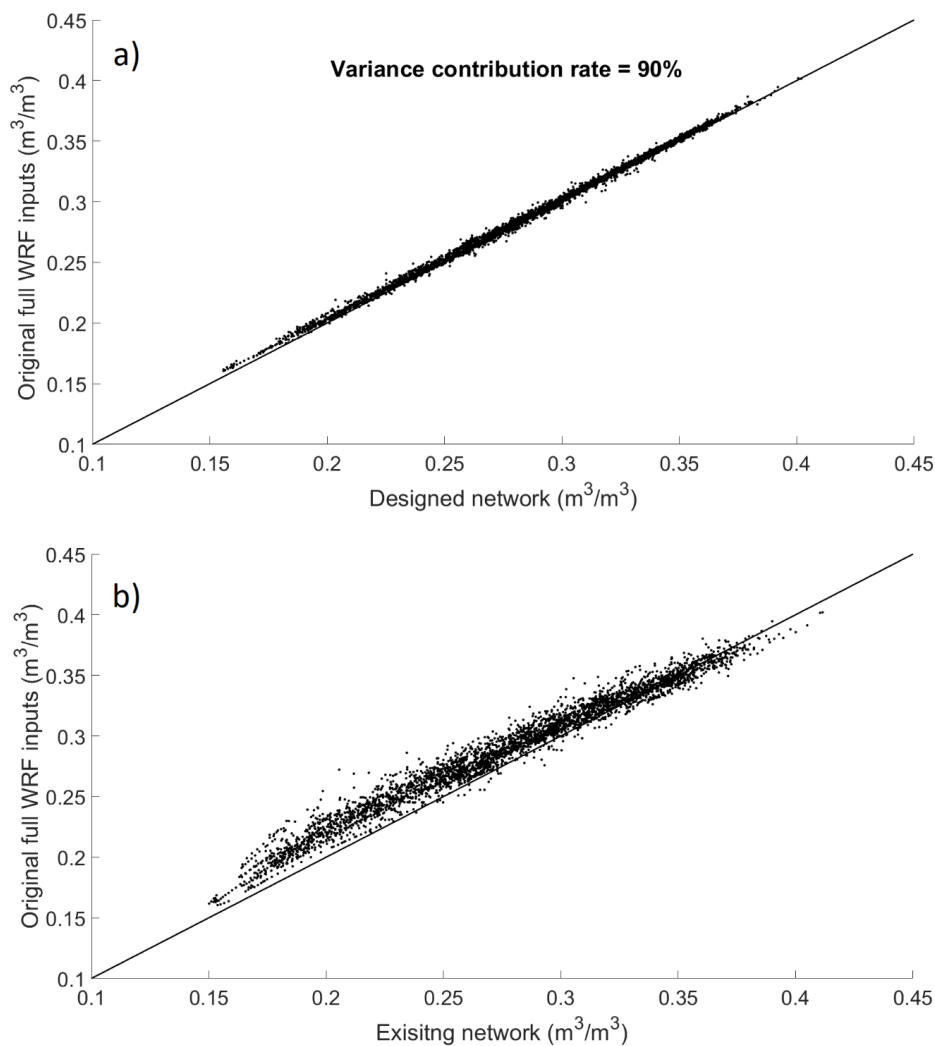 0.45
a)
Variance contribution rate = 90%
0.4
0.35
0.3
0.25
0.2
0.15
0.1
Original full WRF inputs (m³/m³)
0.1 0.15 0.2 0.25 0.3 0.35 0.4 0.45
Designed network (m³/m³)
0.45
b)
0.4
0.35
0.3
0.25
0.2
0.15
0.1
Original full WRF inputs (m³/m³)
0.1 0.15 0.2 0.25 0.3 0.35 0.4 0.45
Exisitng network (m³/m³)